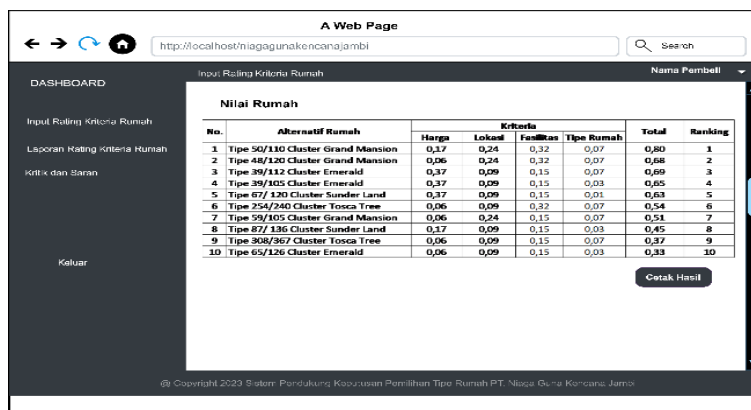 A Web Page
http://localhost/niagagunakencanajambi
Search
DASHBOARD
Input Rating Kriteria Rumah
Nama Pembeli
Input Rating Kriteria Rumah
Laporan Rating Kriteria Rumah
Kritik dan Saran
Keluar
Nilai Rumah
No. Alternatif Rumah Kriteria Total Ranking
Harga Lokasi Fasilitas Tipe Rumah
1 Tipe 50/110 Cluster Grand Mansion 0,17 0,24 0,32 0,07 0,80 1
2 Tipe 48/120 Cluster Grand Mansion 0,06 0,24 0,32 0,07 0,68 2
3 Tipe 39/112 Cluster Emerald 0,37 0,09 0,15 0,07 0,69 3
4 Tipe 39/105 Cluster Emerald 0,37 0,09 0,15 0,03 0,65 4
5 Tipe 67/ 120 Cluster Sunder Land 0,37 0,09 0,15 0,01 0,63 5
6 Tipe 254/240 Cluster Tosca Tree 0,06 0,09 0,32 0,07 0,54 6
7 Tipe 59/105 Cluster Grand Mansion 0,06 0,24 0,15 0,07 0,51 7
8 Tipe 87/ 136 Cluster Sunder Land 0,17 0,09 0,15 0,03 0,45 8
9 Tipe 308/367 Cluster Tosca Tree 0,06 0,09 0,15 0,07 0,37 9
10 Tipe 65/126 Cluster Emerald 0,06 0,09 0,15 0,03 0,33 10
Cetak Hasil
@ Copyright 2023 Sistem Pendukung Keputusan Pemilihan Tipe Rumah PT. Niaga Guna Kencana Jambi